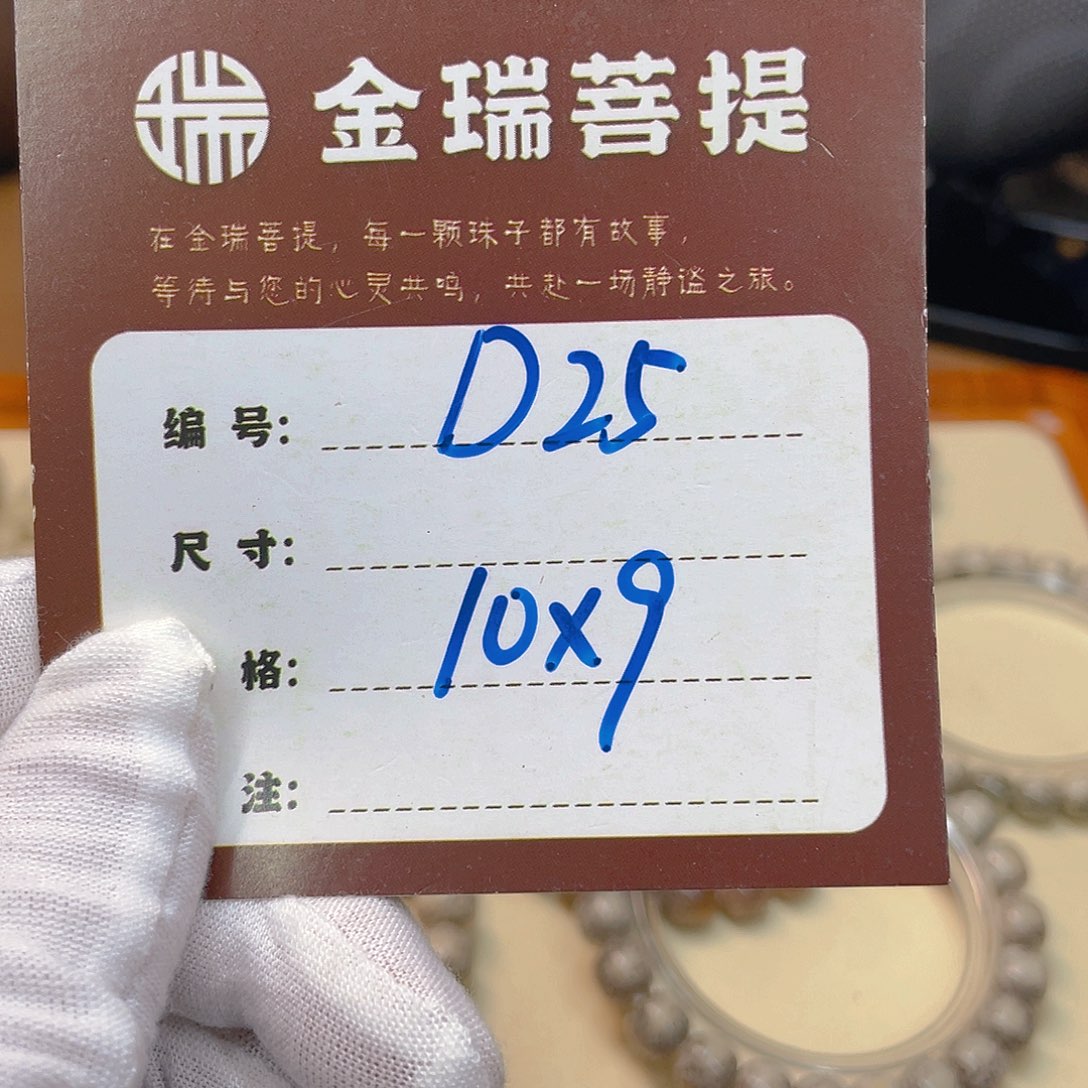 瑞 金瑞菩提
在金瑞菩提，每一颗珠子都有故事，
等待与您的心灵共鸣，共赴一场静谧之旅。
编号： D25
尺寸：
格： 10x9
注：